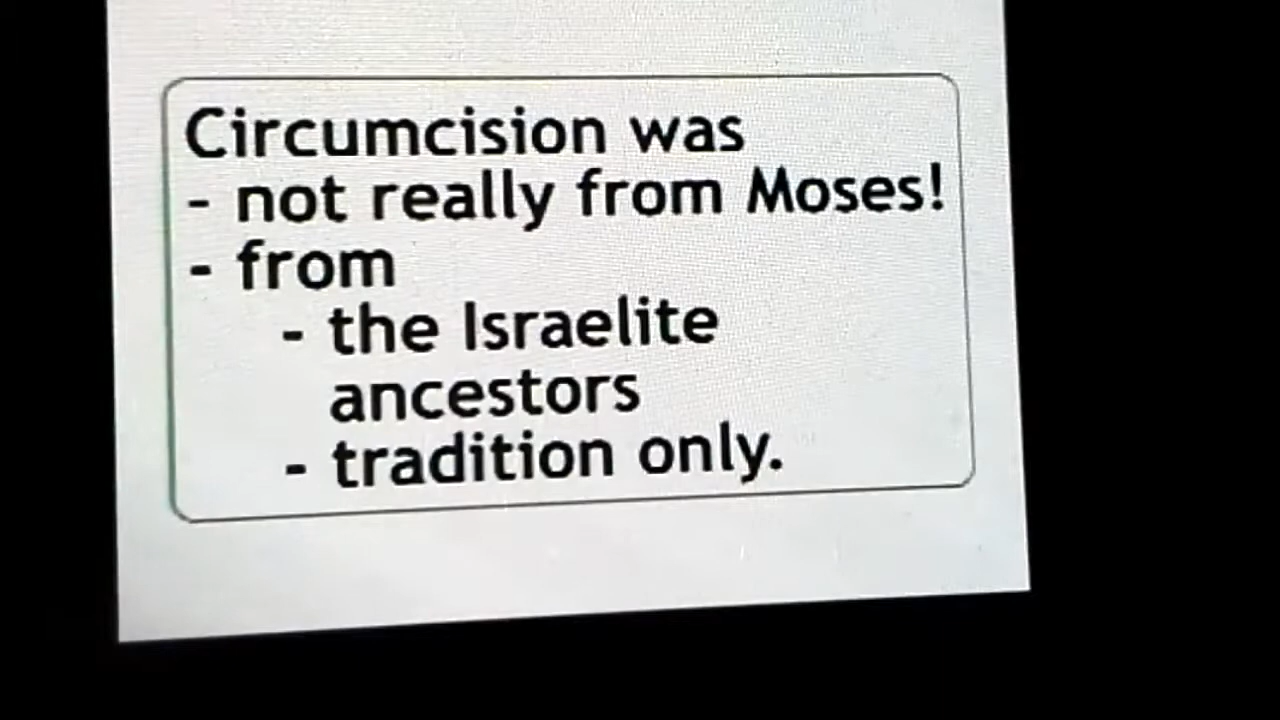 Circumcision was
- not really from Moses!
- from
- the Israelite
ancestors
- tradition only.